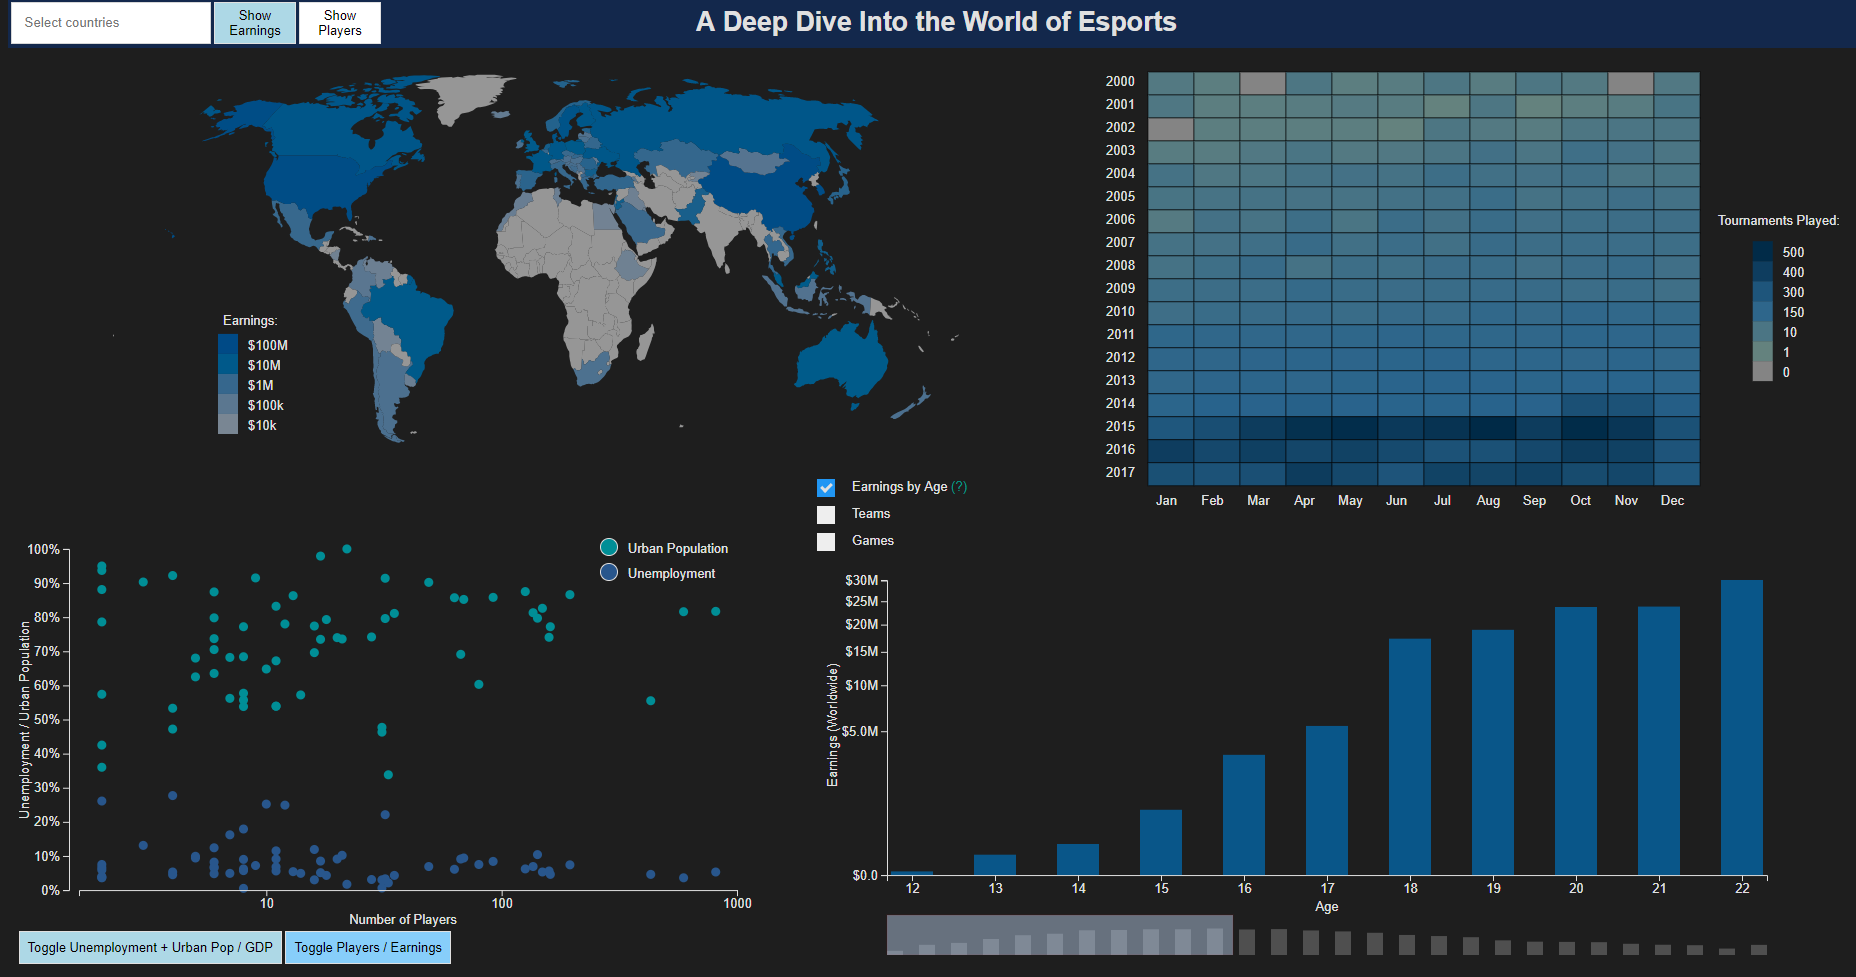 Select countries
Show
Earnings
Show
Players
A Deep Dive Into the World of Esports
Earnings:
$100M
$10M
$1M
$100k
$10k
2000
2001
2002
2003
2004
2005
2006
2007
2008
2009
2010
2011
2012
2013
2014
2015
2016
2017
Jan Feb Mar Apr May Jun Jul Aug Sep Oct Nov Dec
Tournaments Played:
500
400
300
150
10
1
0
Earnings by Age (?)
Teams
Games
Urban Population
Unemployment
Unemployment / Urban Population
100%
90%
80%
70%
60%
50%
40%
30%
20%
10%
0%
10 100 1000
Number of Players
Toggle Unemployment + Urban Pop / GDP
Toggle Players / Earnings
Earnings (Worldwide)
$30M
$25M
$20M
$15M
$10M
$5.0M
$0.0
12 13 14 15 16 17 18 19 20 21 22
Age